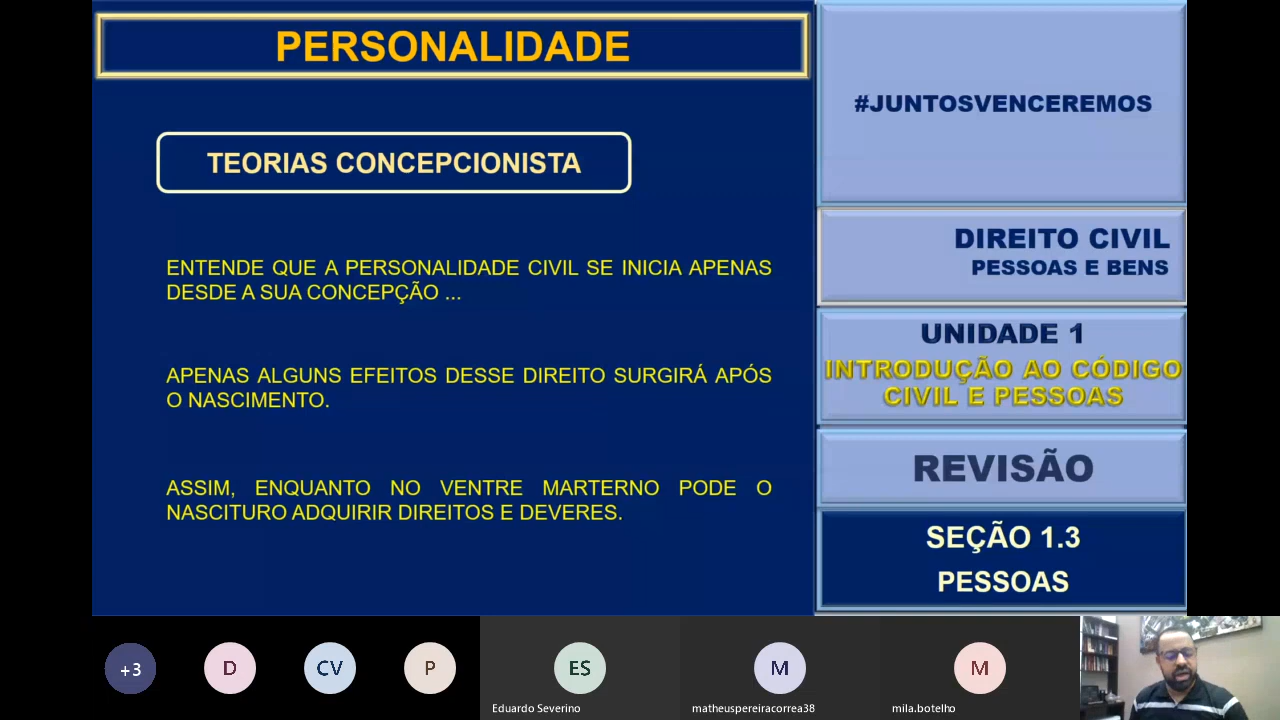 PERSONALIDADE
TEORIAS CONCEPCIONISTA
ENTENDE QUE A PERSONALIDADE CIVIL SE INICIA APENAS
DESDE A SUA CONCEPÇÃO ...
APENAS ALGUNS EFEITOS DESSE DIREITO SURGIRÁ APÓS
O NASCIMENTO.
ASSIM, ENQUANTO NO VENTRE MARTERNO PODE O
NASCITURO ADQUIRIR DIREITOS E DEVERES.
#JUNTOSVENCEREMOS
DIREITO CIVIL
PESSOAS E BENS
UNIDADE 1
INTRODUÇÃO AO CÓDIGO
CIVIL E PESSOAS
REVISÃO
SEÇÃO 1.3
PESSOAS
+3
D
CV
P
ES
M
M
Eduardo Severino
matheuspereiracorrea38
mila.botelho